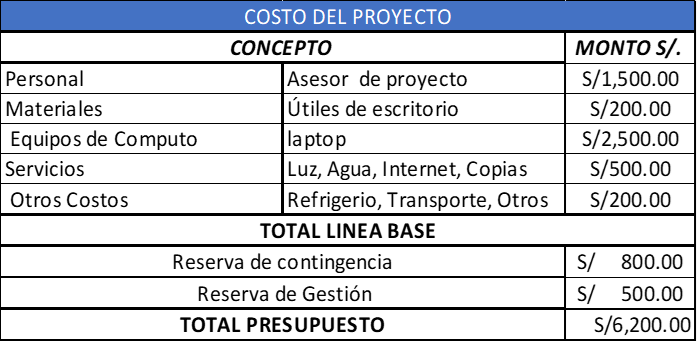 COSTO DEL PROYECTO
CONCEPTO MONTO S/.
Personal Asesor de proyecto S/1,500.00
Materiales Útiles de escritorio S/200.00
Equipos de Computo laptop S/2,500.00
Servicios Luz, Agua, Internet, Copias S/500.00
Otros Costos Refrigerio, Transporte, Otros S/200.00
TOTAL LINEA BASE
Reserva de contingencia S/ 800.00
Reserva de Gestión S/ 500.00
TOTAL PRESUPUESTO S/6,200.00